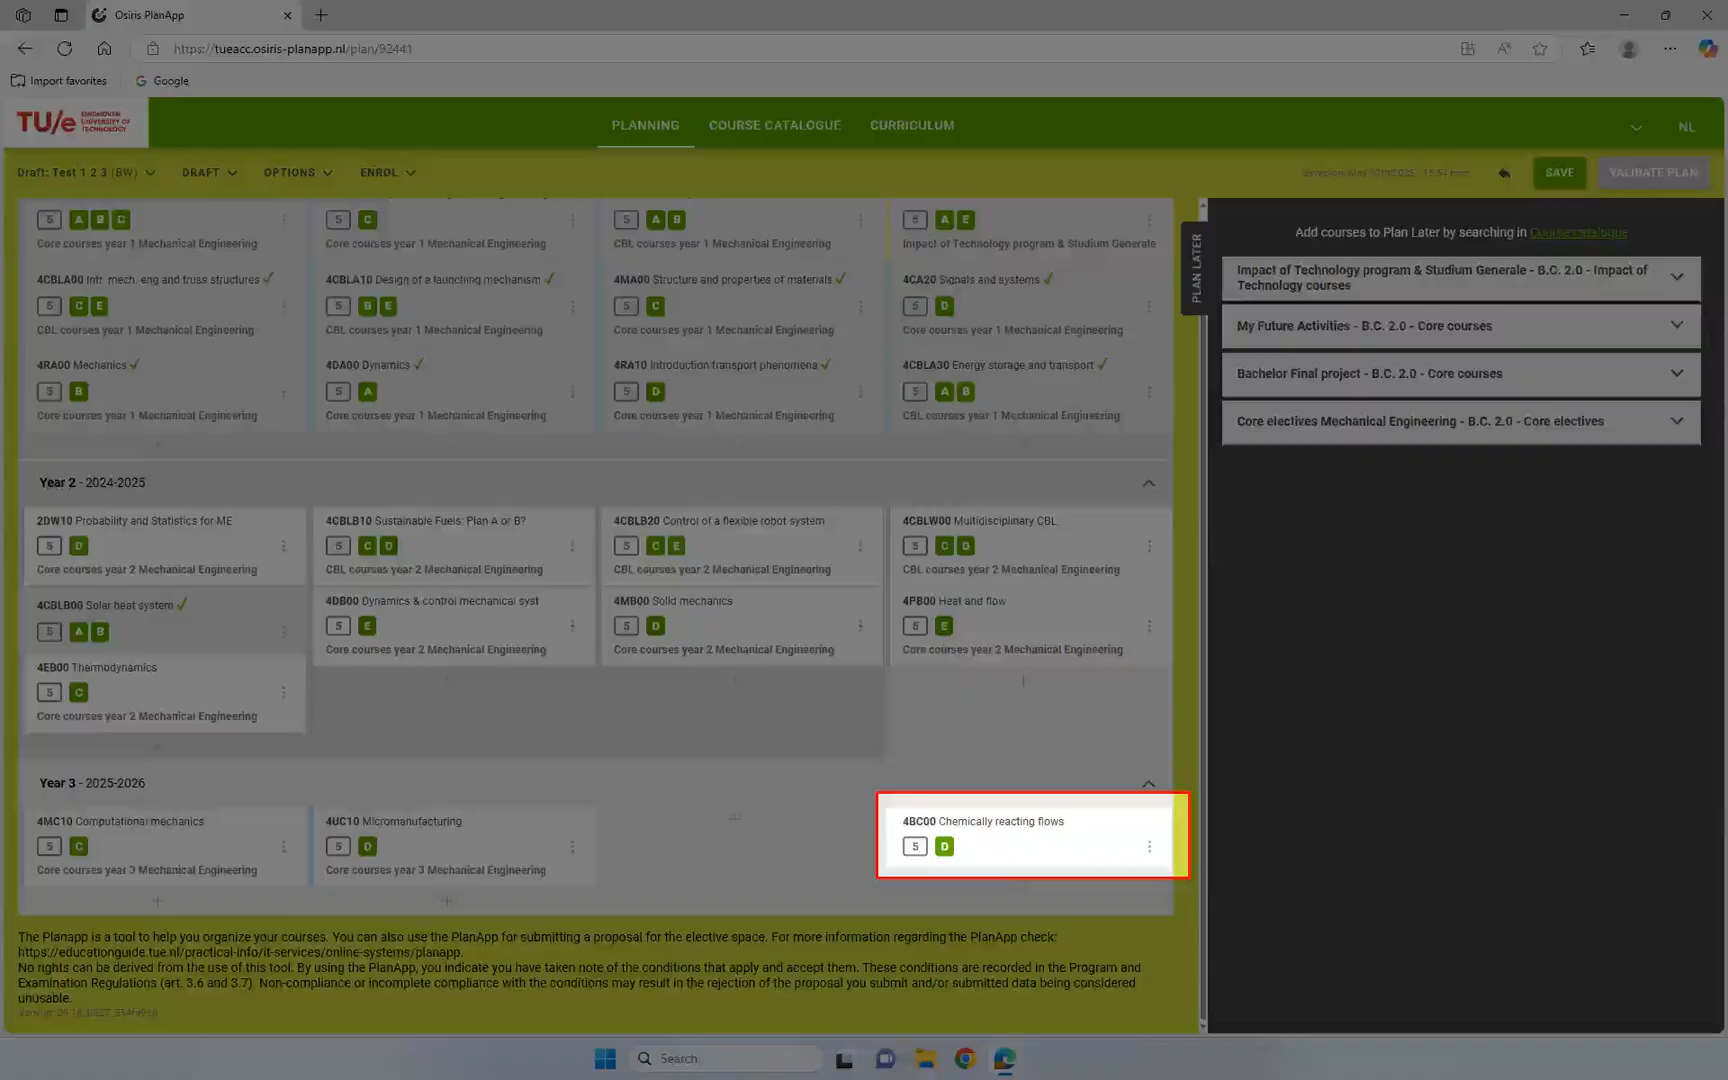 Osiris PlanApp
https://tueacc.osiris-planapp.nl/plan/92441
Import favorites
Google
TU/e EINDHOVEN UNIVERSITY OF TECHNOLOGY
PLANNING COURSE CATALOGUE CURRICULUM
NL
Draft: Test 1 2 3 (BW) DRAFT OPTIONS ENROL
SAVE VALIDATE PLAN
5 A B C
Core courses year 1 Mechanical Engineering
5 C
Core courses year 1 Mechanical Engineering
5 A B
CBL courses year 1 Mechanical Engineering
5 A E
Impact of Technology program & Studium Generale
4CBLA00 Intr. mech. eng and truss structures
5 C E
CBL courses year 1 Mechanical Engineering
4CBLA10 Design of a launching mechanism
5 B E
CBL courses year 1 Mechanical Engineering
4MA00 Structure and properties of materials
5 C
Core courses year 1 Mechanical Engineering
4CA20 Signals and systems
5 D
Core courses year 1 Mechanical Engineering
4RA00 Mechanics
5 B
Core courses year 1 Mechanical Engineering
4DA00 Dynamics
5 A
Core courses year 1 Mechanical Engineering
4RA10 Introduction transport phenomena
5 D
Core courses year 1 Mechanical Engineering
4CBLA30 Energy storage and transport
5 A B
CBL courses year 1 Mechanical Engineering
Year 2 - 2024-2025
2DW10 Probability and Statistics for ME
5 D
Core courses year 2 Mechanical Engineering
4CBLB10 Sustainable Fuels: Plan A or B?
5 C D
CBL courses year 2 Mechanical Engineering
4CBLB20 Control of a flexible robot system
5 C E
CBL courses year 2 Mechanical Engineering
4CBLW00 Multidisciplinary CBL
5 C D
CBL courses year 2 Mechanical Engineering
4CBLB00 Solar heat system
5 A B
4DB00 Dynamics & control mechanical syst
5 E
Core courses year 2 Mechanical Engineering
4MB00 Solid mechanics
5 D
Core courses year 2 Mechanical Engineering
4PB00 Heat and flow
5 E
Core courses year 2 Mechanical Engineering
4EB00 Thermodynamics
5 C
Core courses year 2 Mechanical Engineering
Year 3 - 2025-2026
4MC10 Computational mechanics
5 C
Core courses year 3 Mechanical Engineering
4UC10 Micromanufacturing
5 D
Core courses year 3 Mechanical Engineering
4BC00 Chemically reacting flows
5 D
PLAN LATER
Add courses to Plan Later by searching in Course catalogue
Impact of Technology program & Studium Generale - B.C. 2.0 - Impact of
Technology courses
My Future Activities - B.C. 2.0 - Core courses
Bachelor Final project - B.C. 2.0 - Core courses
Core electives Mechanical Engineering - B.C. 2.0 - Core electives
The Planapp is a tool to help you organize your courses. You can also use the PlanApp for submitting a proposal for the elective space. For more information regarding the PlanApp check:
https://educationguide.tue.nl/practical-info/it-services/online-systems/planapp.
No rights can be derived from the use of this tool. By using the PlanApp, you indicate you have taken note of the conditions that apply and accept them. These conditions are recorded in the Program and
Examination Regulations (art. 3.6 and 3.7). Non-compliance or incomplete compliance with the conditions may result in the rejection of the proposal you submit and/or submitted data being considered
unusable.
Search